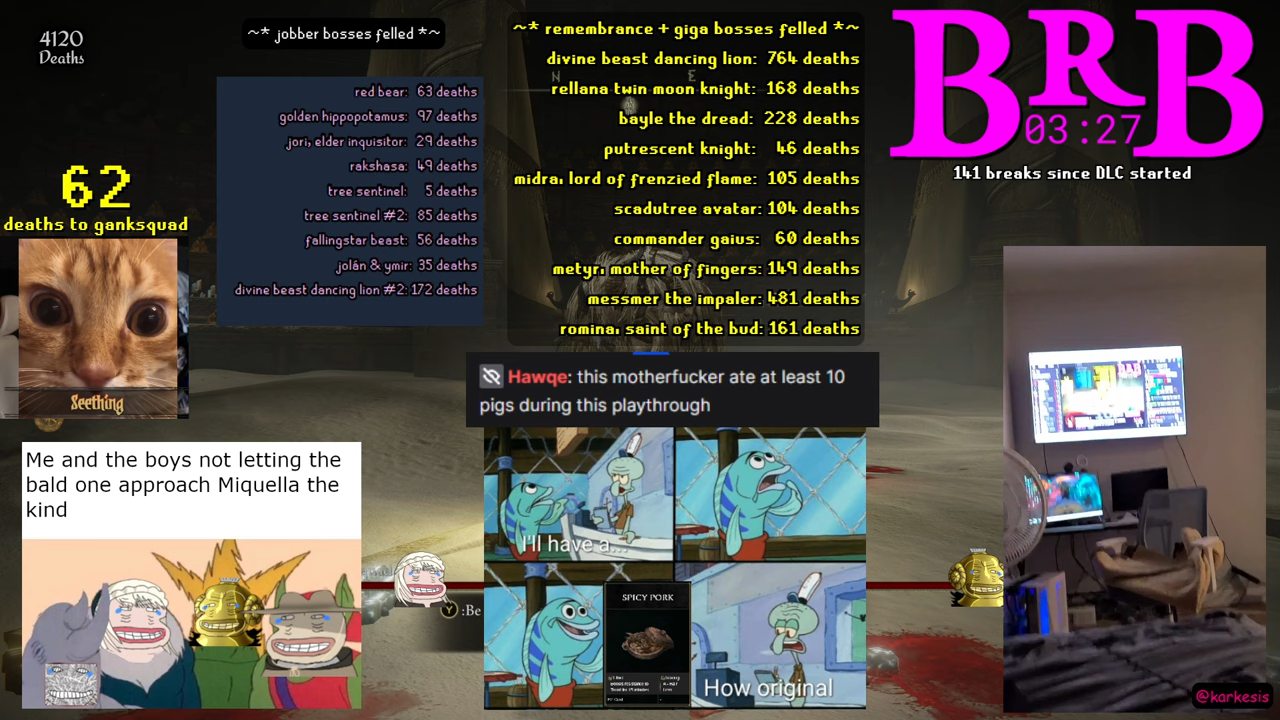 4120
Deaths
~* jobber bosses felled *~
red bear: 63 deaths
golden hippopotamus: 97 deaths
jori, elder inquisitor: 29 deaths
rakshasa: 49 deaths
tree sentinel: 5 deaths
tree sentinel #2: 85 deaths
fallingstar beast: 56 deaths
jolán & ymir: 35 deaths
divine beast dancing lion #2: 172 deaths
~* remembrance + giga bosses felled *~
divine beast dancing lion: 764 deaths
rellana twin moon knight: 168 deaths
bayle the dread: 228 deaths
putrescent knight: 46 deaths
midra, lord of frenzied flame: 105 deaths
scadutree avatar: 104 deaths
commander gaius: 60 deaths
metyr, mother of fingers: 149 deaths
messmer the impaler: 481 deaths
romina, saint of the bud: 161 deaths
N
E
BRB
03:27
141 breaks since DLC started
62
deaths to ganksquad
Seething
Hawqe: this motherfucker ate at least 10
pigs during this playthrough
Me and the boys not letting the
bald one approach Miquella the
kind
Y :Be
I'll have a...
SPICY PORK
How original
@karkesis